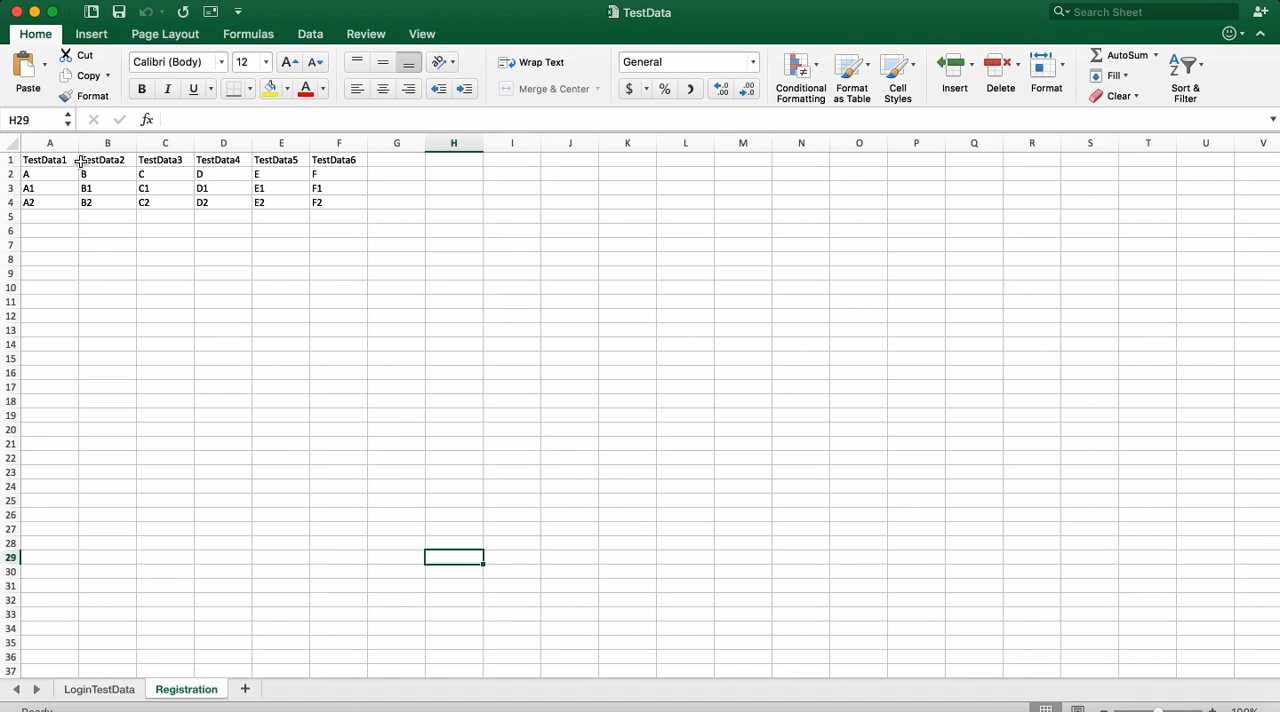 TestData
Search Sheet
Home Insert Page Layout Formulas Data Review View
Paste
Cut
Copy
Format
Calibri (Body) 12
B I U
Wrap Text
Merge & Center
General
$ % )
Conditional Formatting
Format as Table
Cell Styles
Insert
Delete
Format
AutoSum
Fill
Clear
Sort & Filter
H29 fx
A B C D E F G H I J K L M N O P Q R S T U V
1 TestData1 TestData2 TestData3 TestData4 TestData5 TestData6
2 A B C D E F
3 A1 B1 C1 D1 E1 F1
4 A2 B2 C2 D2 E2 F2
5
6
7
8
9
10
11
12
13
14
15
16
17
18
19
20
21
22
23
24
25
26
27
28
29
30
31
32
33
34
35
36
37
LoginTestData Registration +
Ready 100%